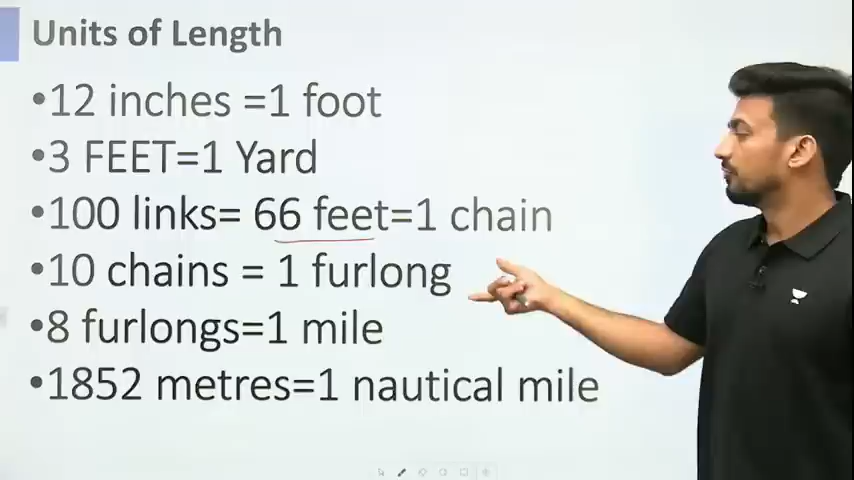 Units of Length
•12 inches =1 foot
•3 FEET=1 Yard
•100 links= 66 feet=1 chain
•10 chains = 1 furlong
•8 furlongs=1 mile
•1852 metres=1 nautical mile